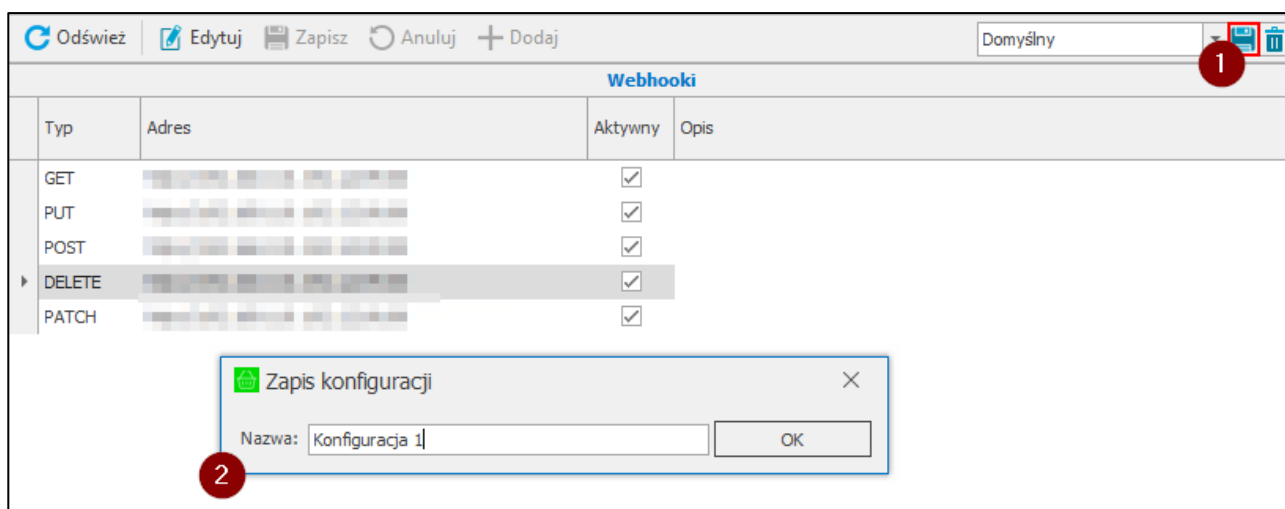 Odśwież Edytuj Zapisz Anuluj Dodaj Domyślny
1
Webhooki
Typ Adres Aktywny Opis
GET
PUT
POST
DELETE
PATCH
Zapis konfiguracji
Nazwa: Konfiguracja 1 OK
2